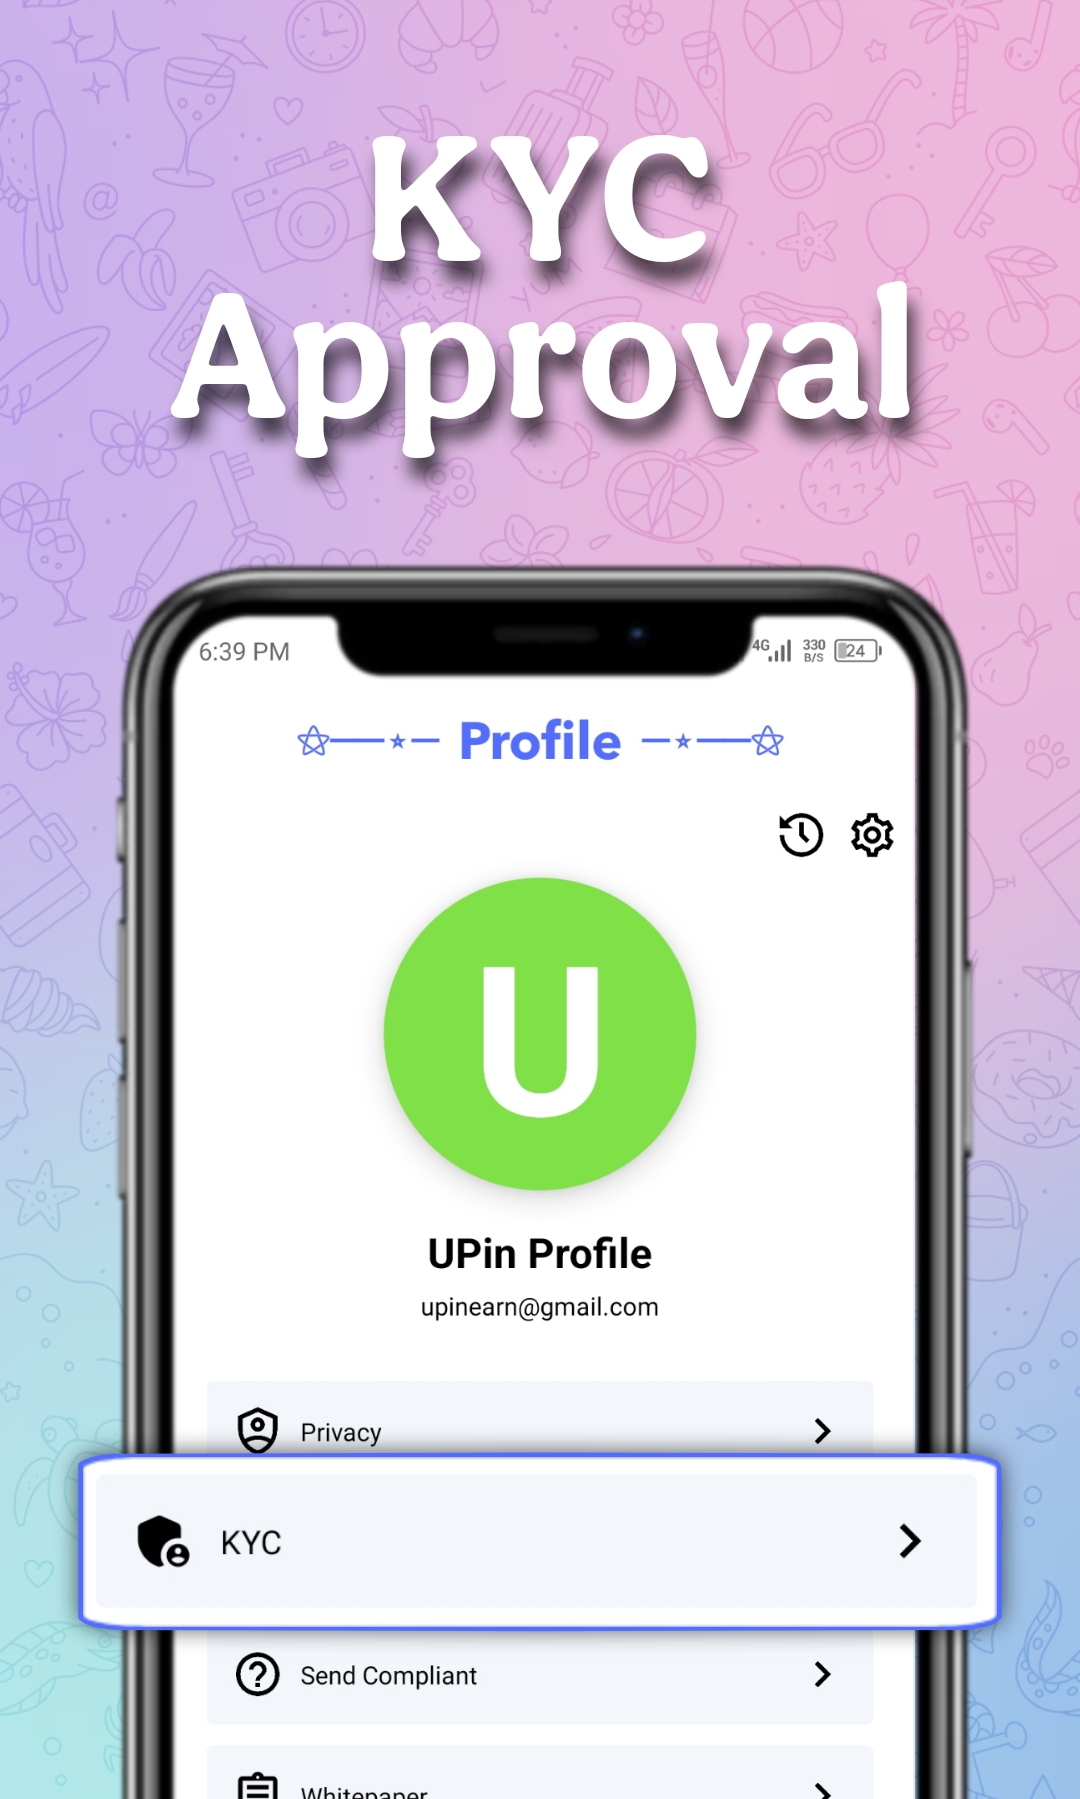 KYC
Approval
6:39 PM 4G 330 B/S 24
Profile
U
UPin Profile
upinearn@gmail.com
Privacy
KYC
Send Compliant
Whitepaper